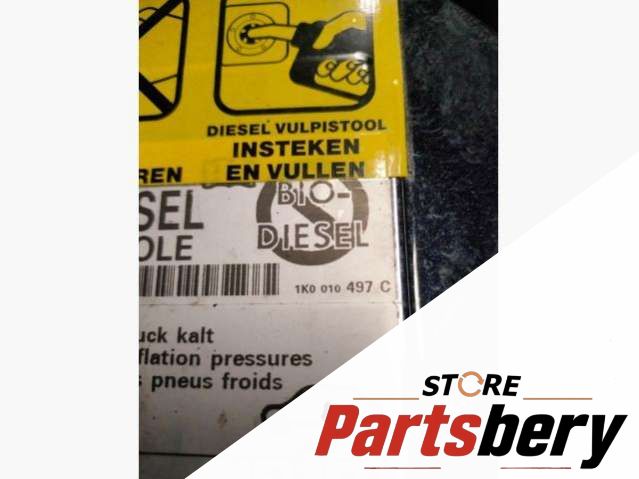 DIESEL VULPISTOOL
INSTEKEN
EN VULLEN
REN
SEL
OLE
BIO-
DIESEL
1K0 010 497 C
uck kalt
flation pressures
s pneus froids
STORE
Partsbery